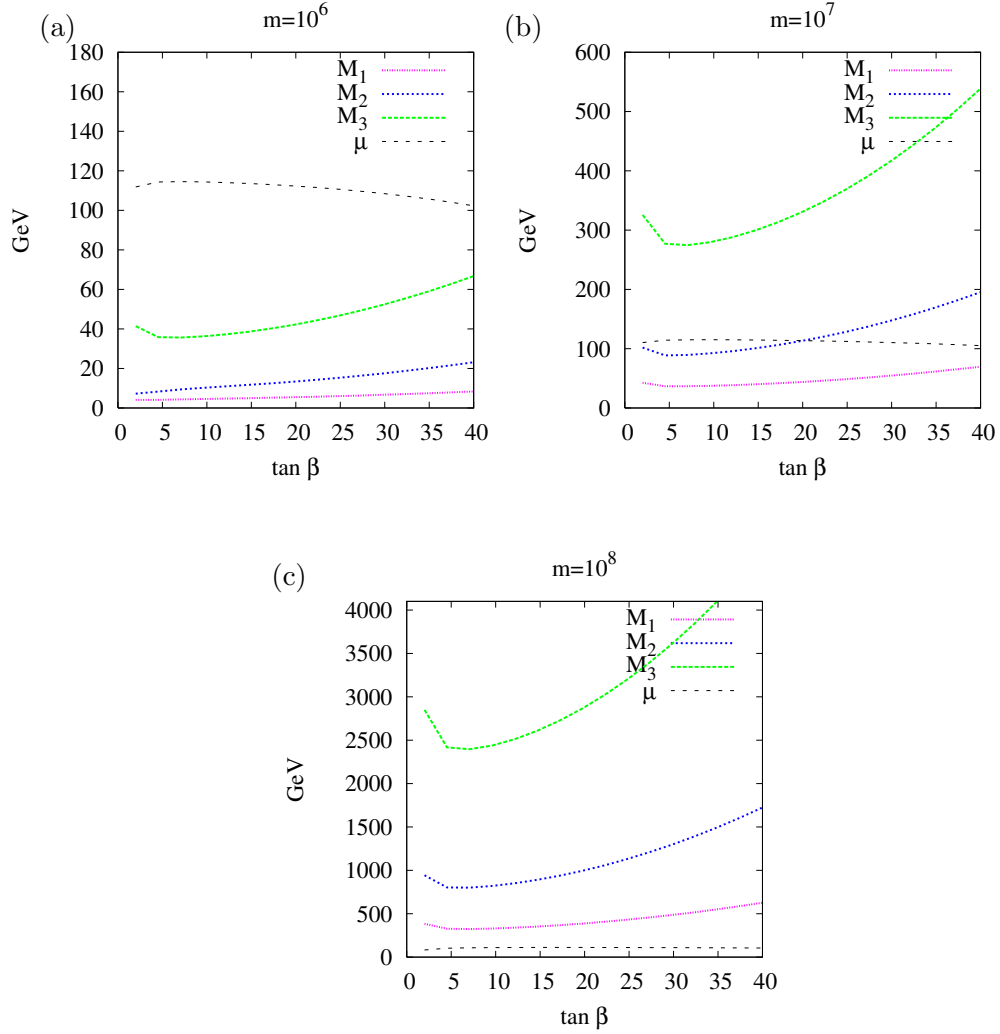 (a)
m=10^6
GeV
180
160
140
120
100
80
60
40
20
0
M_1
M_2
M_3
μ
0 5 10 15 20 25 30 35 40
tan β
(b)
m=10^7
GeV
600
500
400
300
200
100
0
M_1
M_2
M_3
μ
0 5 10 15 20 25 30 35 40
tan β
(c)
m=10^8
GeV
4000
3500
3000
2500
2000
1500
1000
500
0
M_1
M_2
M_3
μ
0 5 10 15 20 25 30 35 40
tan β